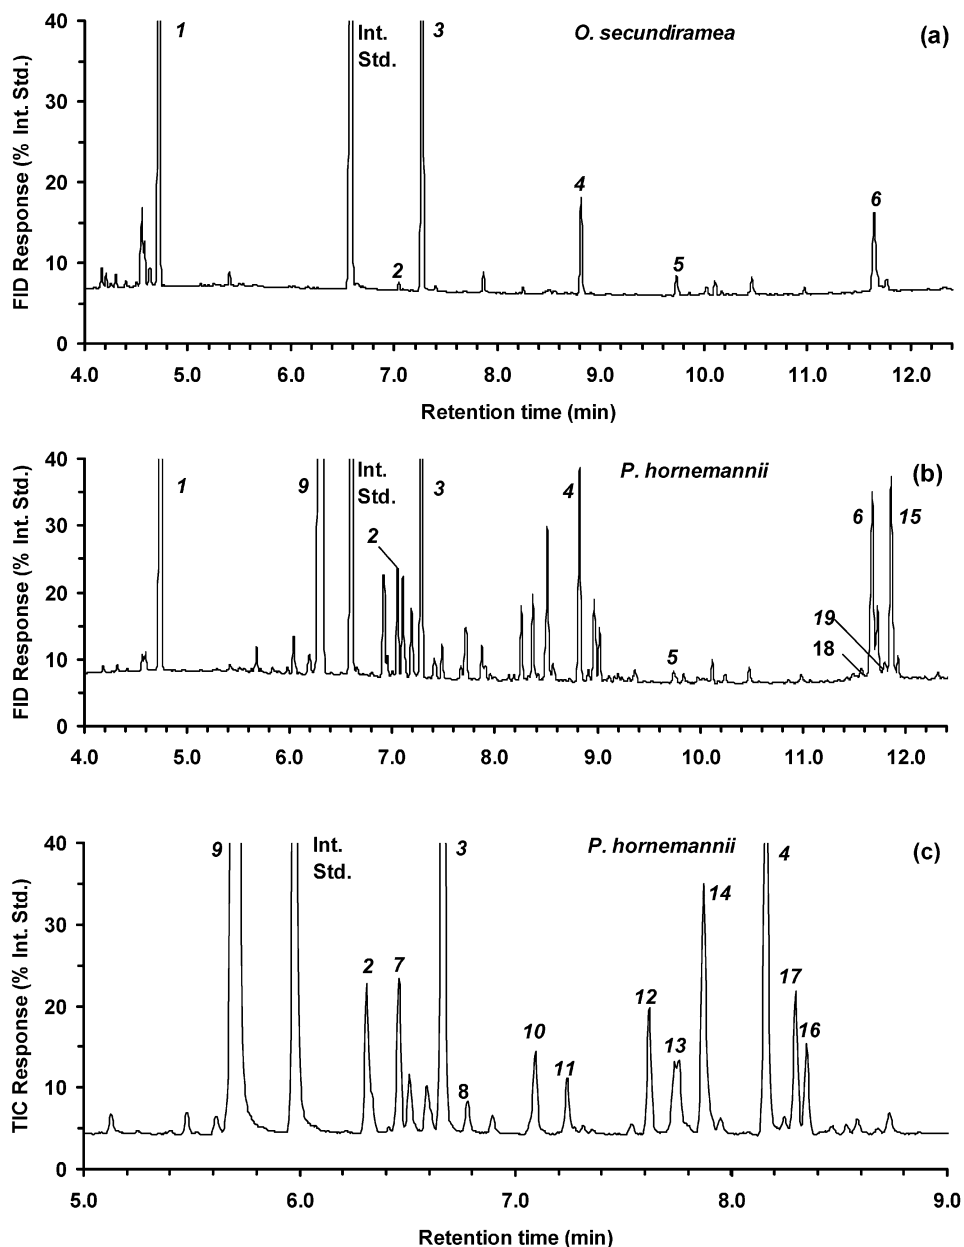 FID Response (% Int. Std.)
40
30
20
10
0
1
Int.
Std.
3
O. secundiramea
(a)
2
4
5
6
4.0 5.0 6.0 7.0 8.0 9.0 10.0 11.0 12.0
Retention time (min)
FID Response (% Int. Std.)
40
30
20
10
0
1
9
Int.
Std.
2
3
4
P. hornemannii
(b)
5
6
15
19
18
4.0 5.0 6.0 7.0 8.0 9.0 10.0 11.0 12.0
TIC Response (% Int. Std.)
40
30
20
10
0
9
Int.
Std.
3
P. hornemannii
(c)
2
7
8
10
11
12
13
14
4
17
16
5.0 6.0 7.0 8.0 9.0
Retention time (min)